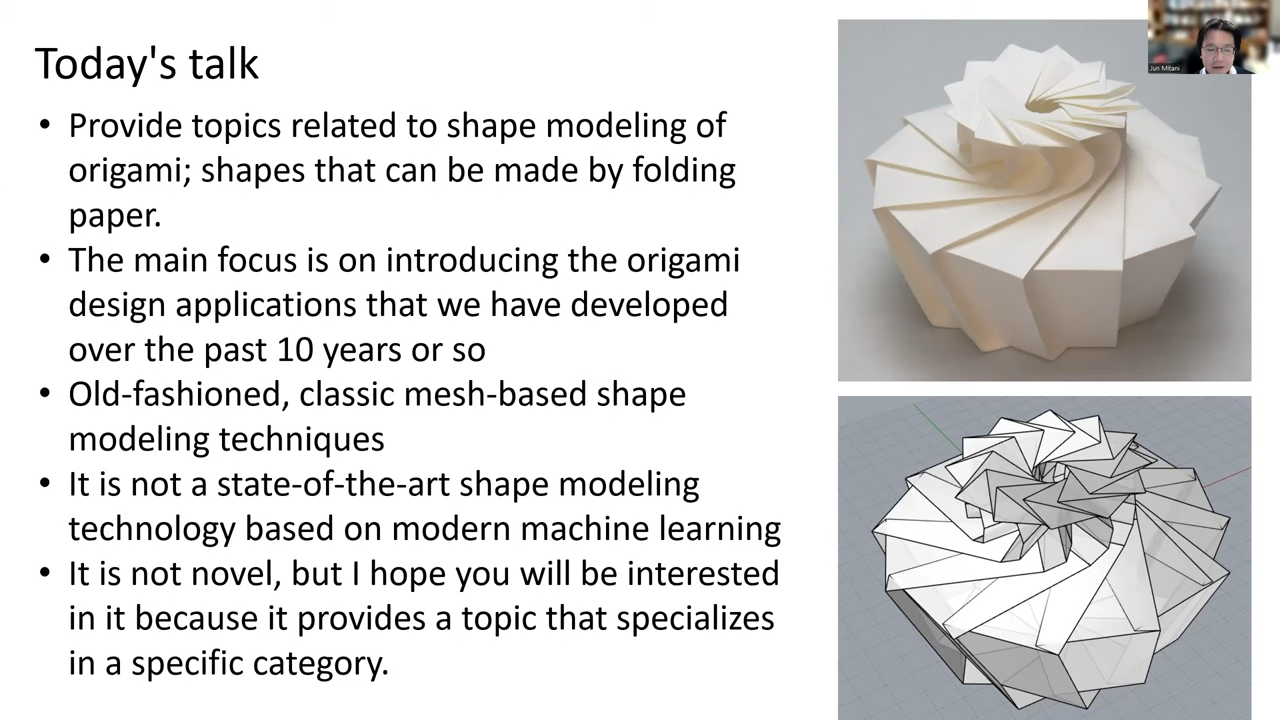 Today's talk
• Provide topics related to shape modeling of
origami; shapes that can be made by folding
paper.
• The main focus is on introducing the origami
design applications that we have developed
over the past 10 years or so
• Old-fashioned, classic mesh-based shape
modeling techniques
• It is not a state-of-the-art shape modeling
technology based on modern machine learning
• It is not novel, but I hope you will be interested
in it because it provides a topic that specializes
in a specific category.
Jun Mitani